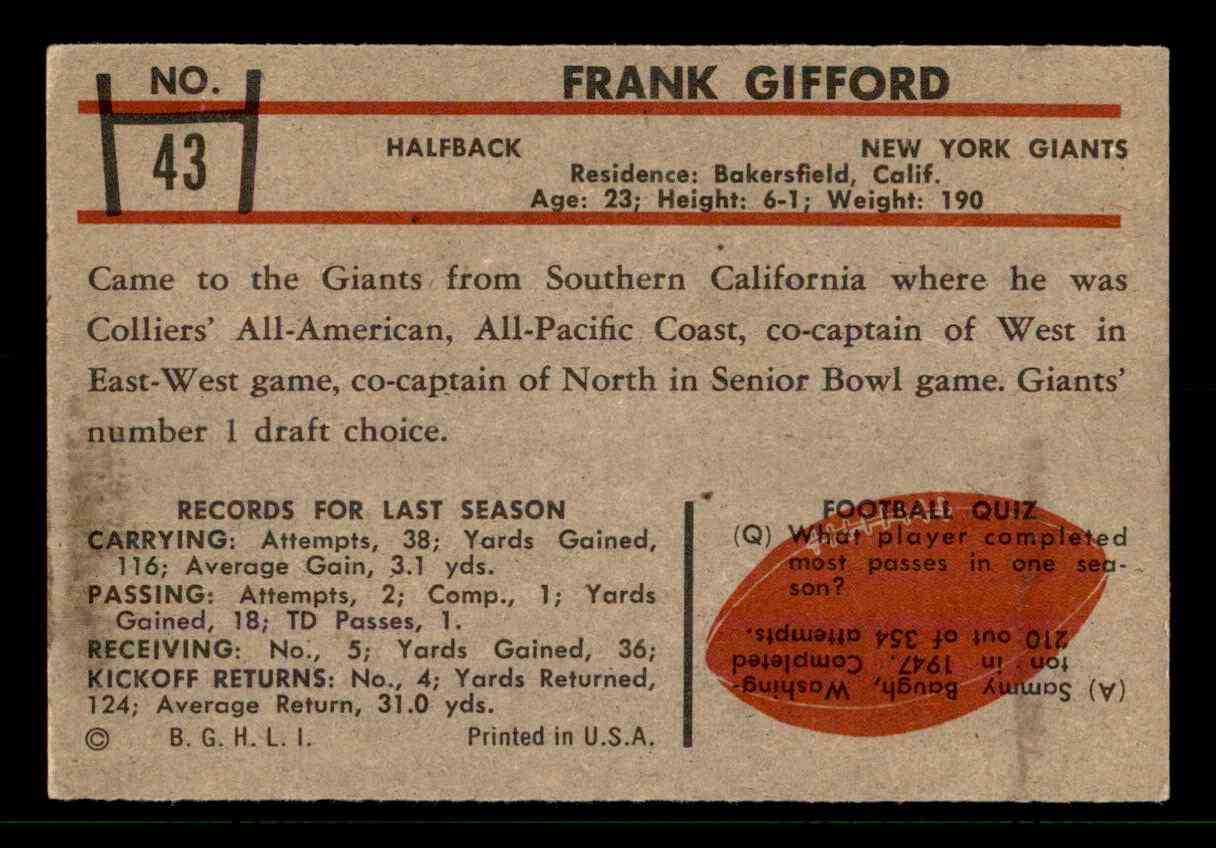 NO.
43
FRANK GIFFORD
HALFBACK NEW YORK GIANTS
Residence: Bakersfield, Calif.
Age: 23; Height: 6-1; Weight: 190
Came to the Giants from Southern California where he was
Colliers' All-American, All-Pacific Coast, co-captain of West in
East-West game, co-captain of North in Senior Bowl game. Giants'
number 1 draft choice.
RECORDS FOR LAST SEASON
CARRYING: Attempts, 38; Yards Gained,
116; Average Gain, 3.1 yds.
PASSING: Attempts, 2; Comp., 1; Yards
Gained, 18; TD Passes, 1.
RECEIVING: No., 5; Yards Gained, 36;
KICKOFF RETURNS: No., 4; Yards Returned,
124; Average Return, 31.0 yds.
© B. G. H. L. I. Printed in U.S.A.
FOOTBALL QUIZ
(Q) What player completed
most passes in one sea-
son?
(A) Sammy Baugh, Washing-
ton in 1947. Completed
210 out of 354 attempts.